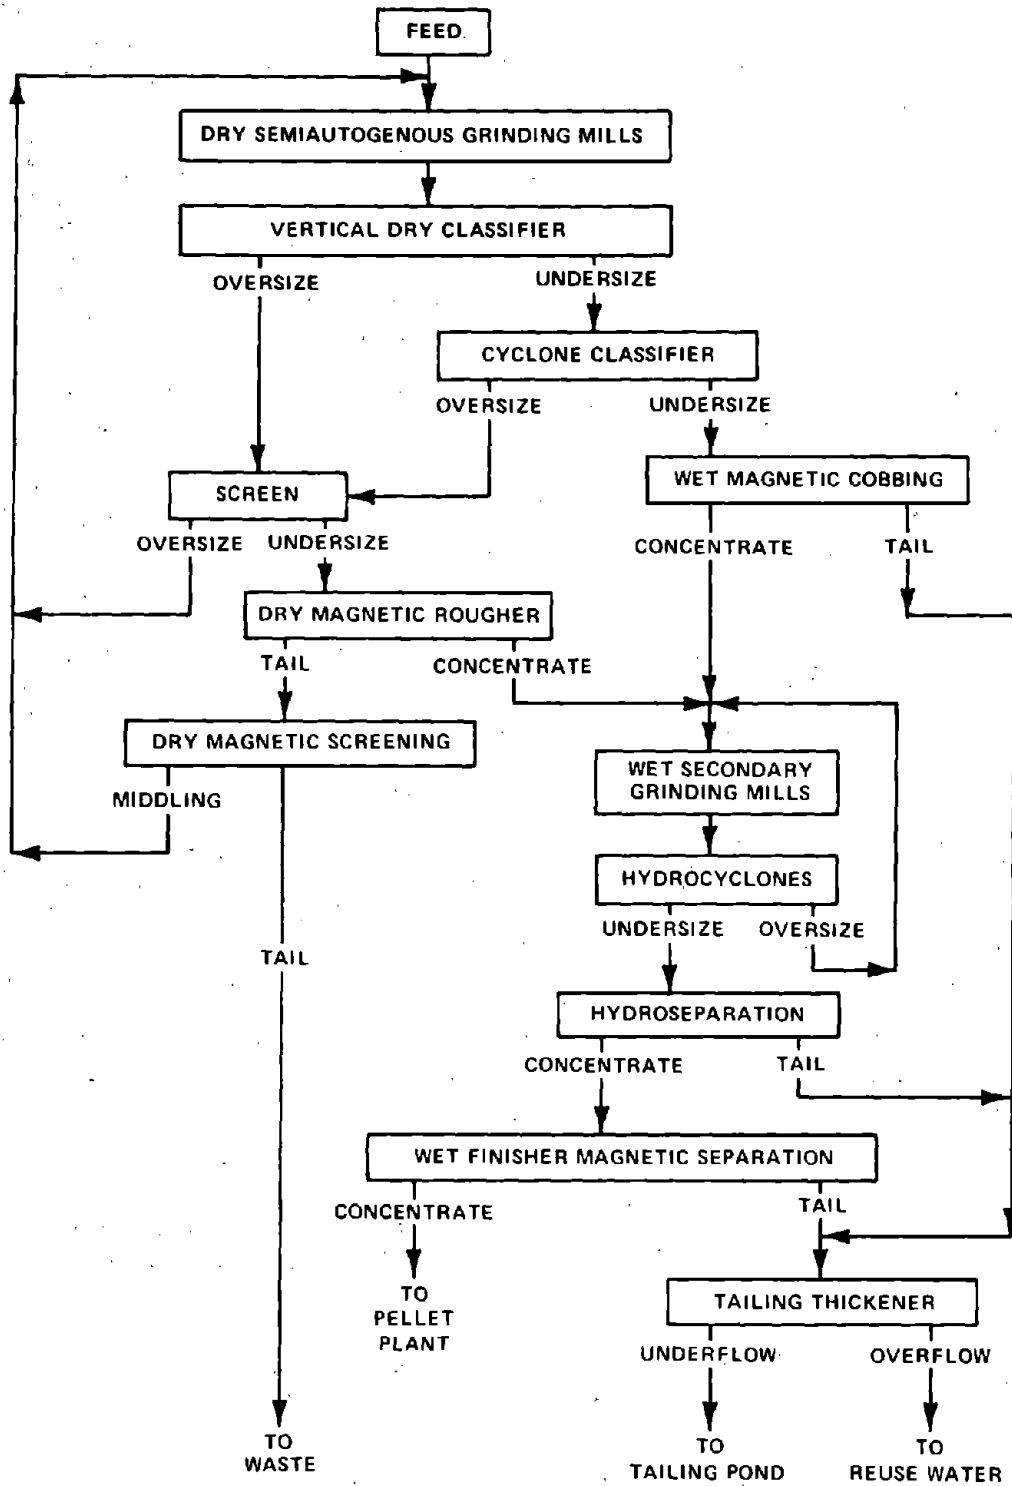 FEED
DRY SEMIAUTOGENOUS GRINDING MILLS
VERTICAL DRY CLASSIFIER
OVERSIZE
UNDERSIZE
CYCLONE CLASSIFIER
OVERSIZE
UNDERSIZE
SCREEN
WET MAGNETIC COBBING
OVERSIZE
UNDERSIZE
CONCENTRATE
TAIL
DRY MAGNETIC ROUGHER
TAIL
CONCENTRATE
DRY MAGNETIC SCREENING
MIDDLING
WET SECONDARY
GRINDING MILLS
HYDROCYCLONES
UNDERSIZE
OVERSIZE
TAIL
HYDROSEPARATION
CONCENTRATE
TAIL
WET FINISHER MAGNETIC SEPARATION
CONCENTRATE
TAIL
TO
PELLET
PLANT
TAILING THICKENER
UNDERFLOW
OVERFLOW
TO
WASTE
TO
TAILING POND
TO
REUSE WATER